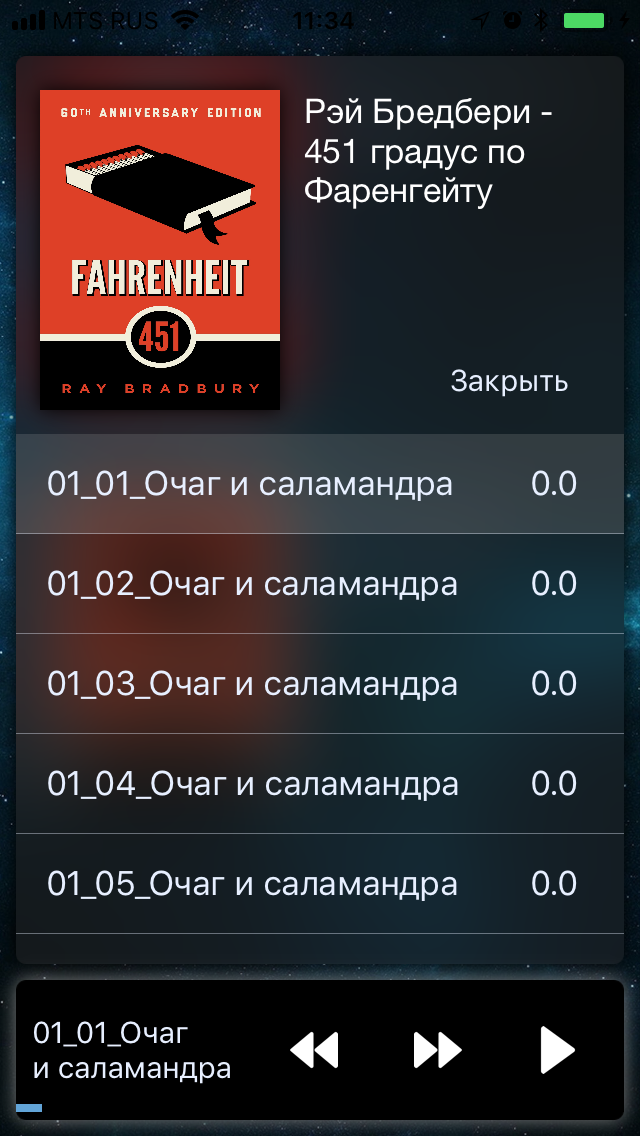 MTS RUS 11:34
60TH ANNIVERSARY EDITION
FAHRENHEIT
451
RAY BRADBURY
Рэй Бредбери -
451 градус по
Фаренгейту
Закрыть
01_01_Очаг и саламандра 0.0
01_02_Очаг и саламандра 0.0
01_03_Очаг и саламандра 0.0
01_04_Очаг и саламандра 0.0
01_05_Очаг и саламандра 0.0
01_01_Очаг
и саламандра